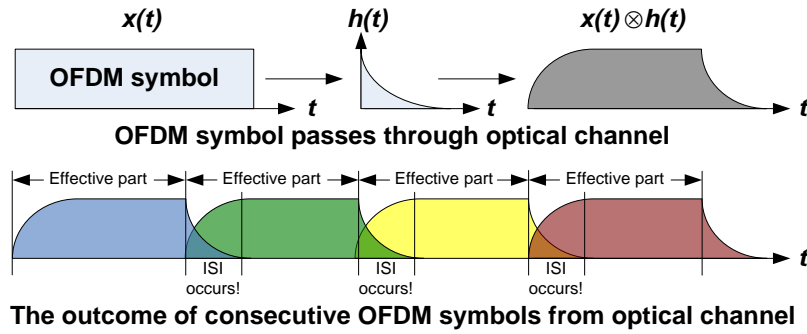 x(t) h(t) x(t)⊗h(t)
OFDM symbol
t t t
OFDM symbol passes through optical channel
Effective part Effective part Effective part Effective part
t
ISI occurs! ISI occurs! ISI occurs!
The outcome of consecutive OFDM symbols from optical channel